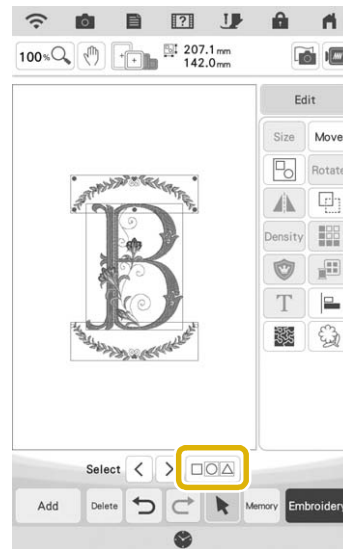 100% 207.1 mm
142.0 mm
Edit
Size Move
Rotate
Density
T
B
Select < >
Add Delete Memory Embroidery